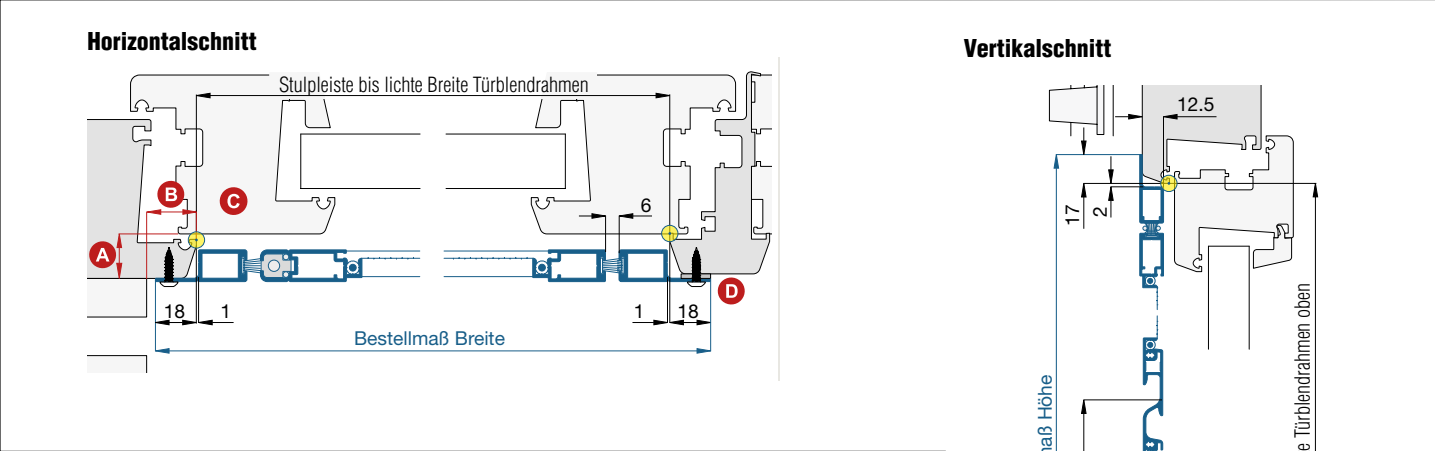 Horizontalschnitt
Stulpleiste bis lichte Breite Türblendrahmen
B
C
A
6
D
18
1
1
18
Bestellmaß Breite
Vertikalschnitt
12.5
17
2
maß Höhe
e Türblendrahmen oben